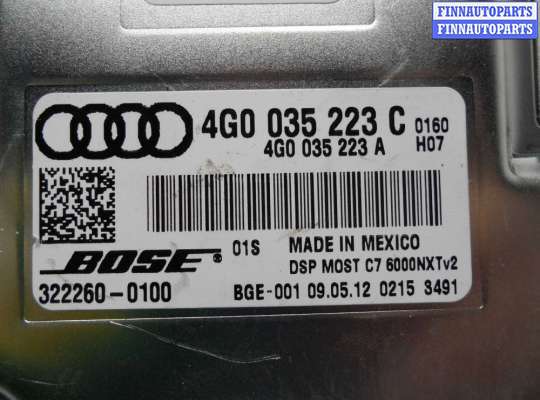 FINNAUTOPARTS
FINNAUTOPARTS
4G0 035 223 C 0160
4G0 035 223 A H07
01S MADE IN MEXICO
BOSE® DSP MOST C7 6000NXTv2
322260-0100 BGE-001 09.05.12 0215 3491